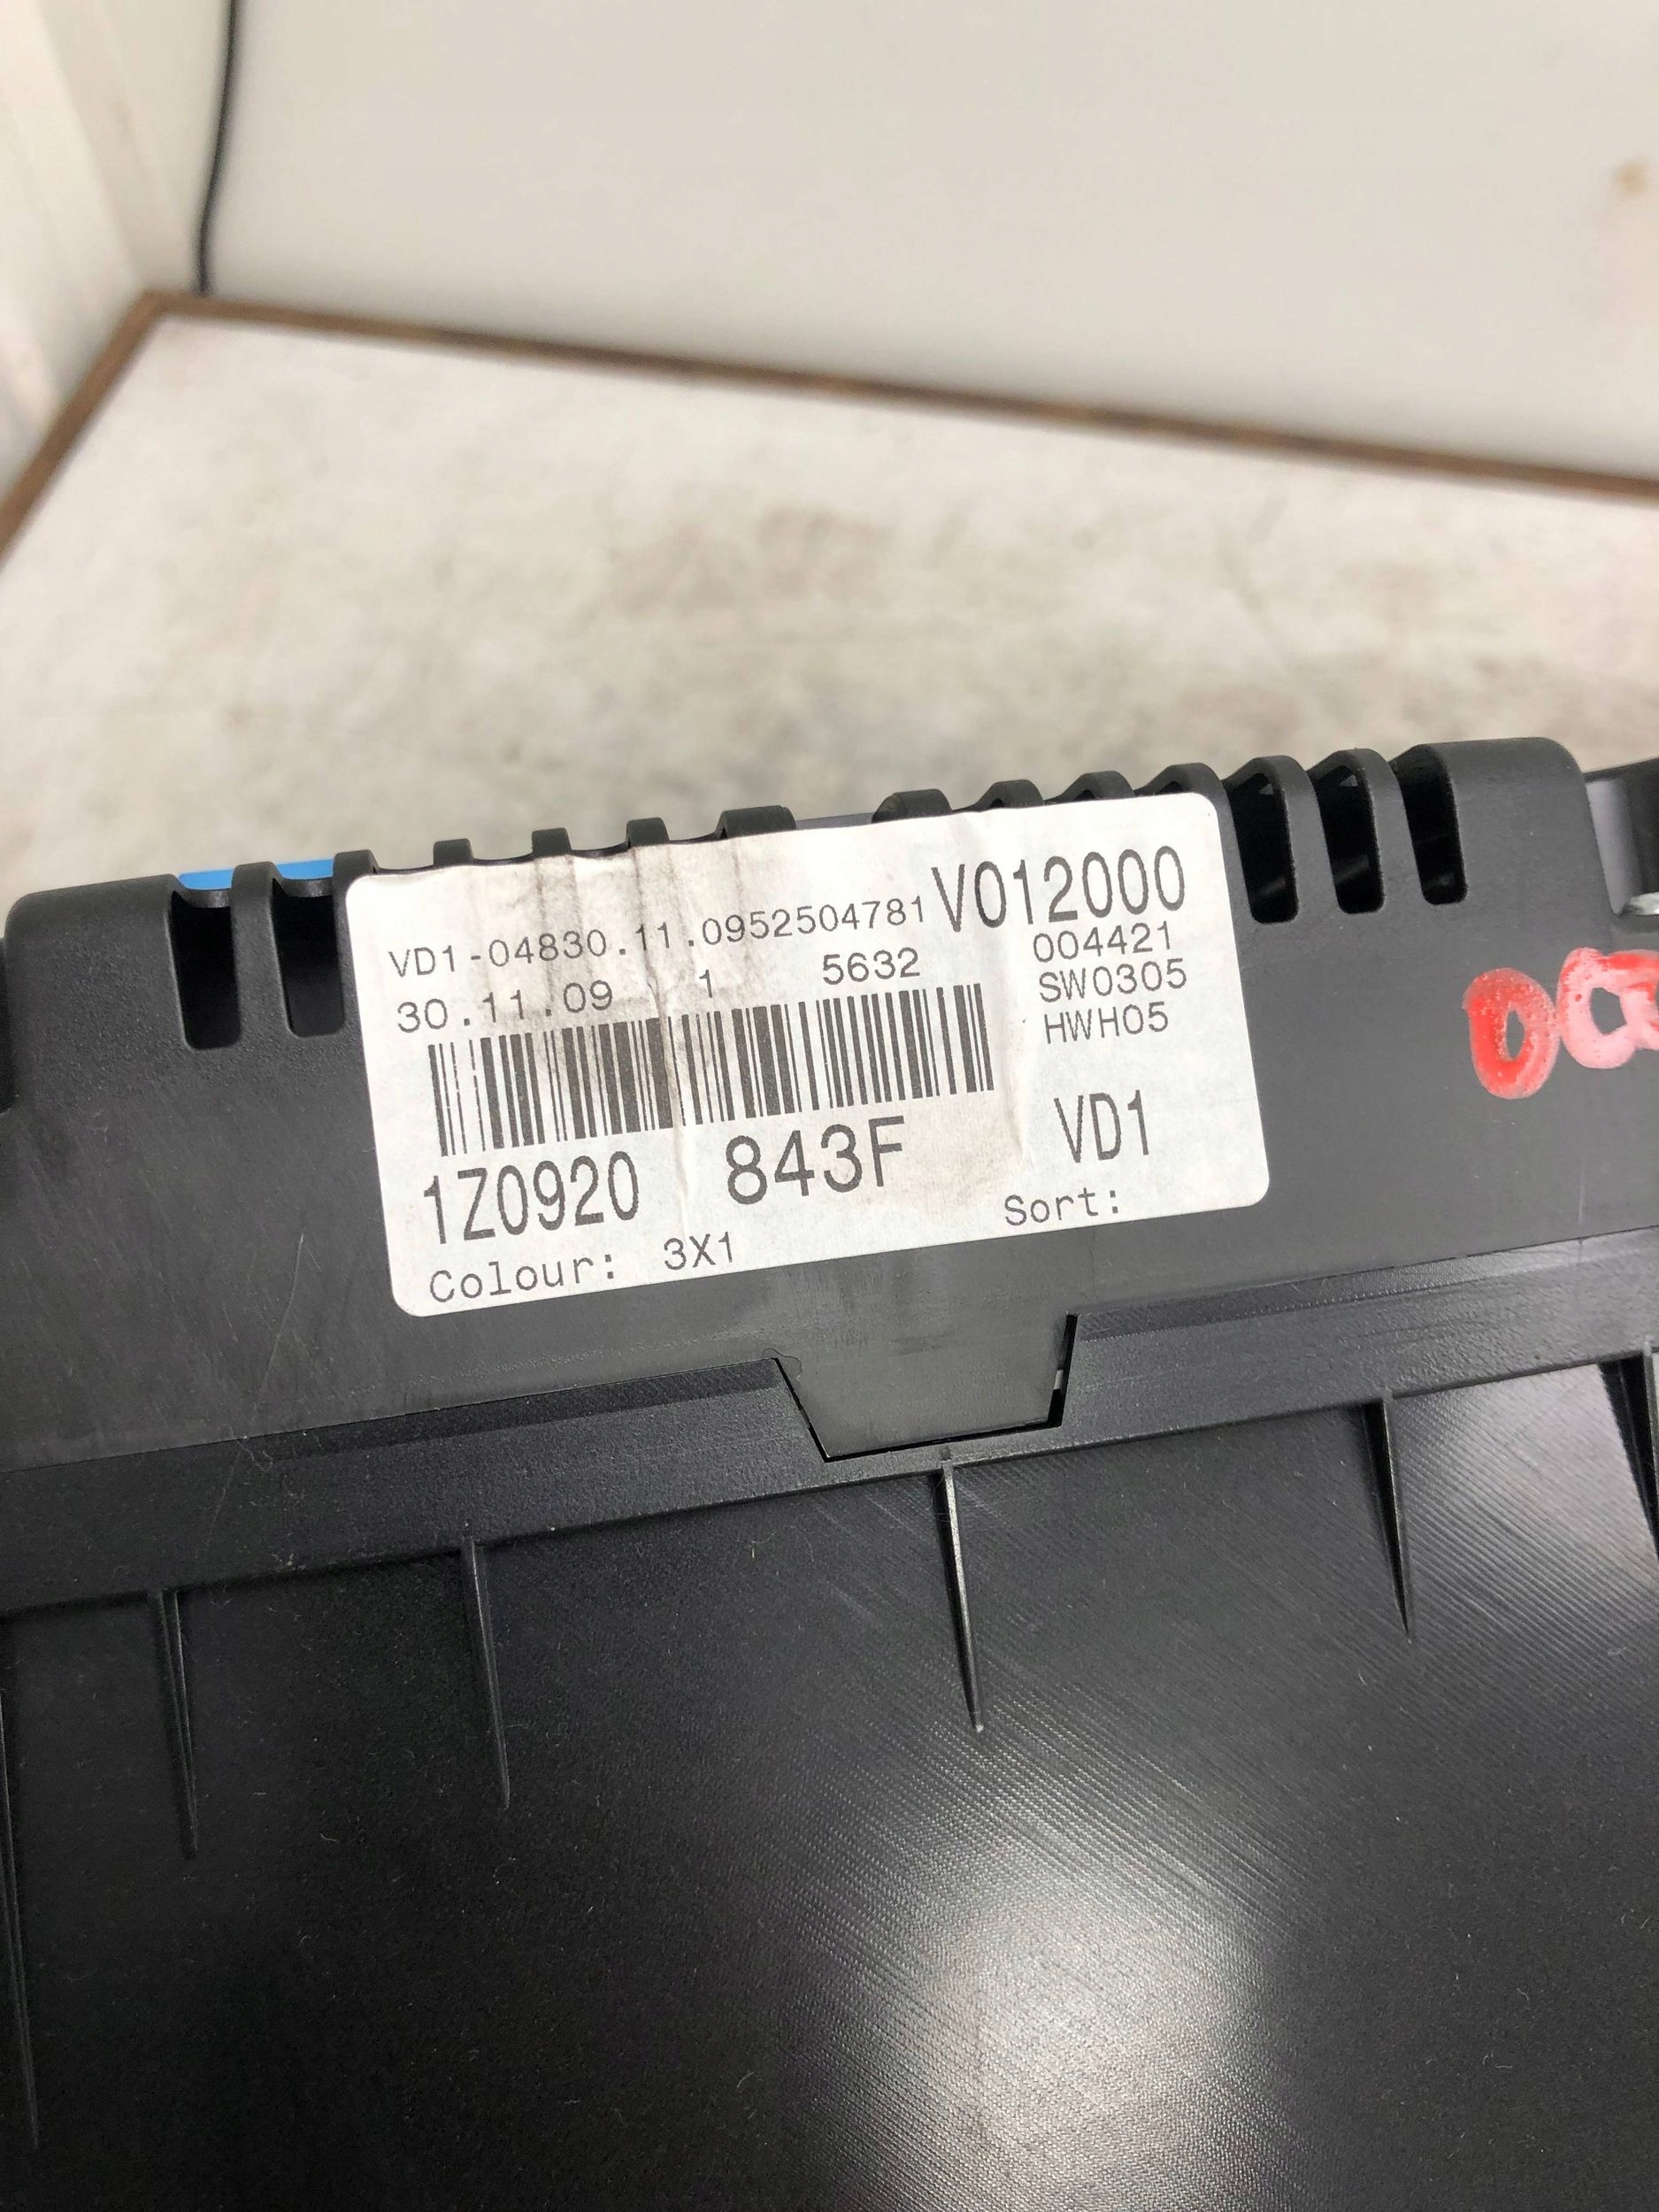 VD1-04830.11.0952504781 V012000
30.11.09 1 5632 004421
SW0305
HWH05
1Z0920 843F VD1
Colour: 3X1 Sort: